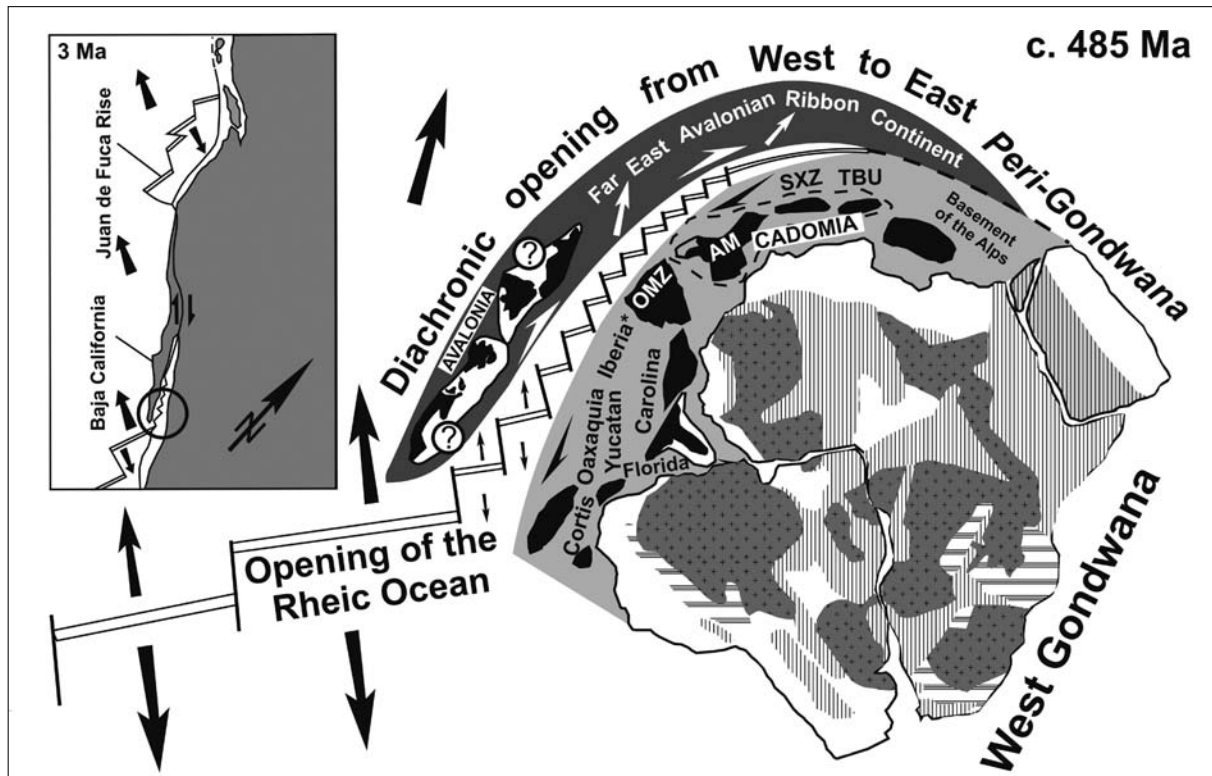 3 Ma
Juan de Fuca Rise
Baja California
N
c. 485 Ma
Diachronic opening from West to East
Peri-Gondwana
Far East Avalonian Ribbon Continent
AVALONIA
?
?
SXZ TBU
AM
CADOMIA
Basement
of the Alps
OMZ
Iberia*
Oaxaquia
Yucatan
Carolina
Florida
Cortis
Opening of the
Rheic Ocean
West Gondwana